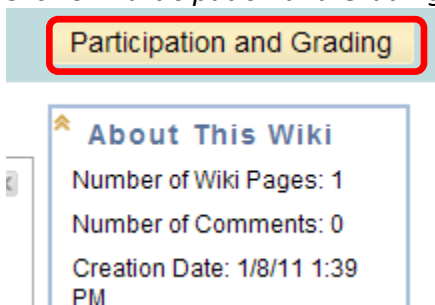 Participation and Grading
About This Wiki
Number of Wiki Pages: 1
Number of Comments: 0
Creation Date: 1/8/11 1:39
PM